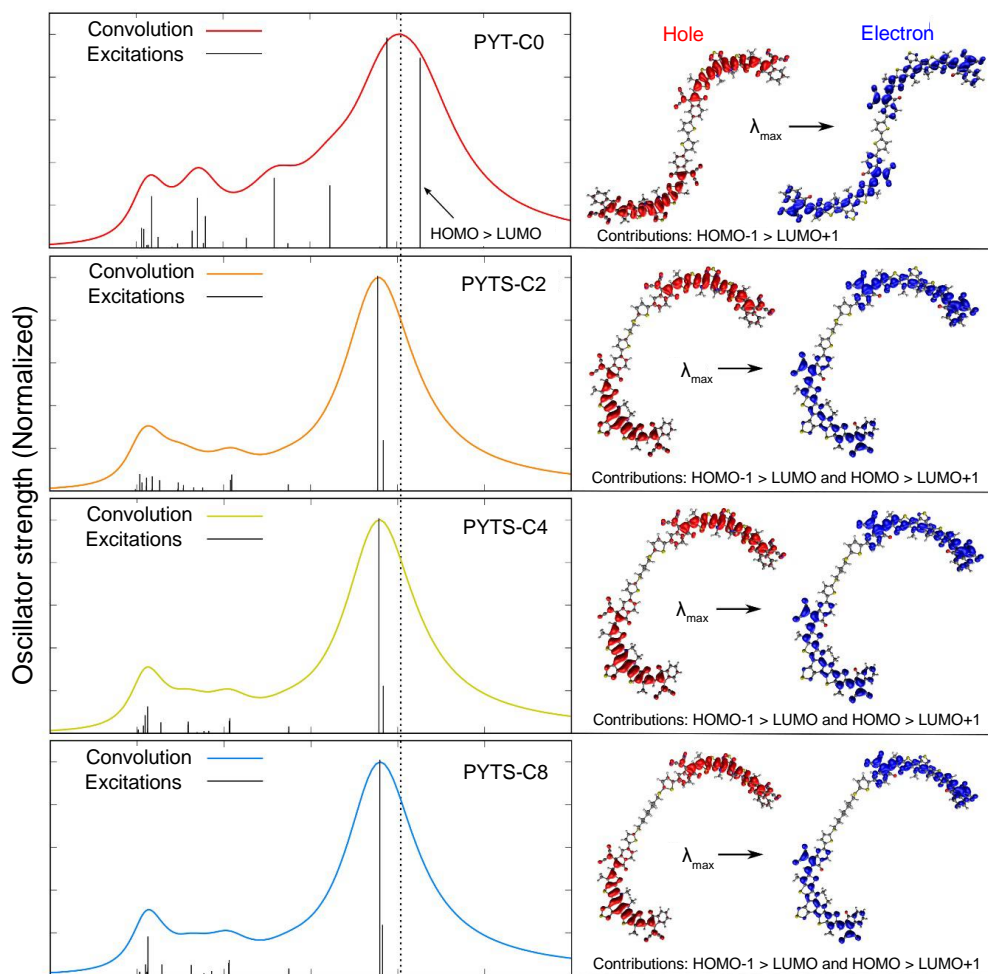 Oscillator strength (Normalized)
Convolution
Excitations
PYT-C0
HOMO > LUMO
Hole
Electron
λmax
Contributions: HOMO-1 > LUMO+1
Convolution
Excitations
PYTS-C2
λmax
Contributions: HOMO-1 > LUMO and HOMO > LUMO+1
Convolution
Excitations
PYTS-C4
λmax
Contributions: HOMO-1 > LUMO and HOMO > LUMO+1
Convolution
Excitations
PYTS-C8
λmax
Contributions: HOMO-1 > LUMO and HOMO > LUMO+1